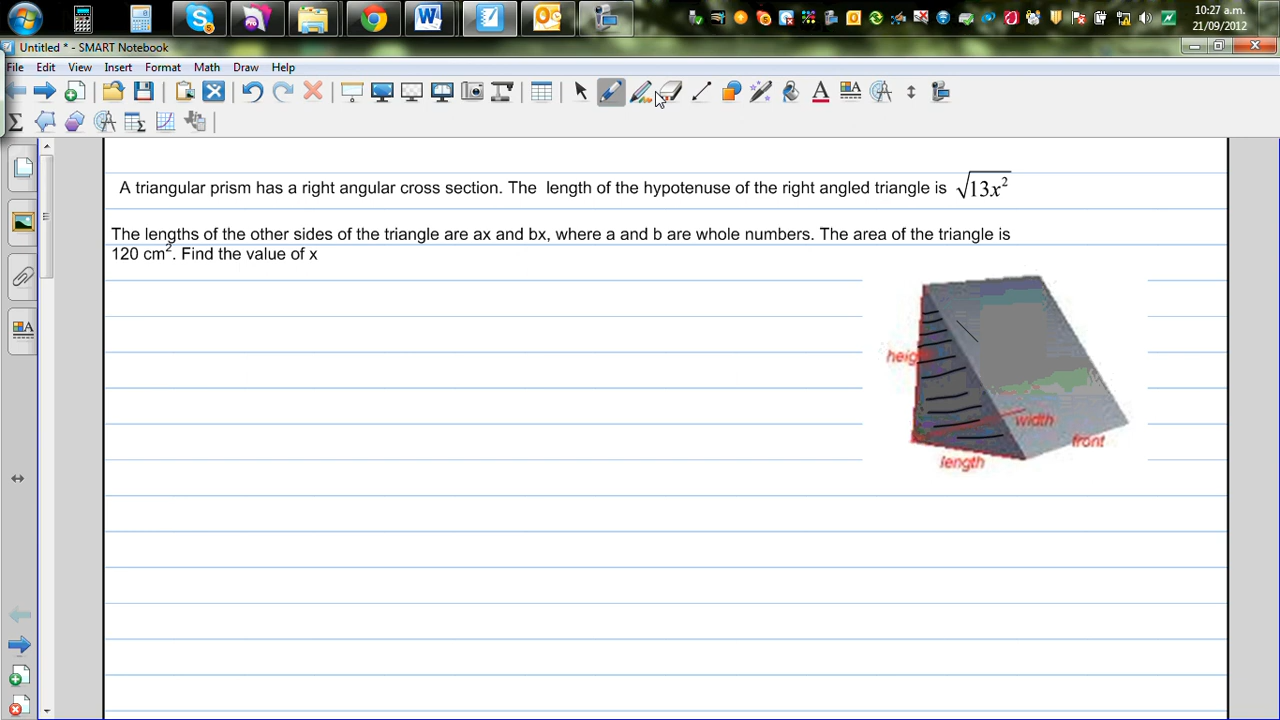 10:27 a.m.
21/09/2012
Untitled * - SMART Notebook
File Edit View Insert Format Math Draw Help
A triangular prism has a right angular cross section. The length of the hypotenuse of the right angled triangle is √13x²
The lengths of the other sides of the triangle are ax and bx, where a and b are whole numbers. The area of the triangle is
120 cm². Find the value of x
width
front
length